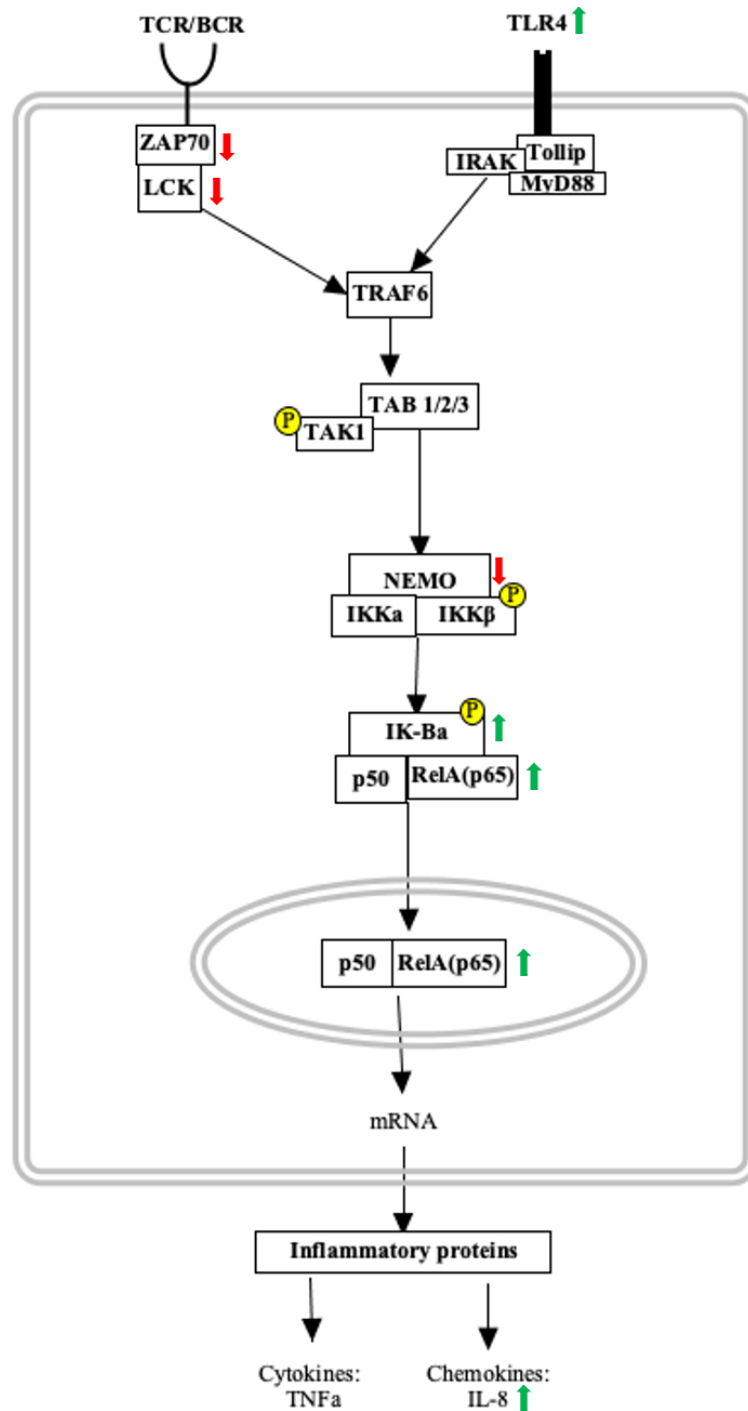 TCR/BCR
TLR4
ZAP70
LCK
IRAK
Tollip
MyD88
TRAF6
TAB 1/2/3
P
TAK1
NEMO
P
IKKa
IKKβ
P
IK-Ba
p50
RelA(p65)
p50
RelA(p65)
mRNA
Inflammatory proteins
Cytokines:
TNFa
Chemokines:
IL-8